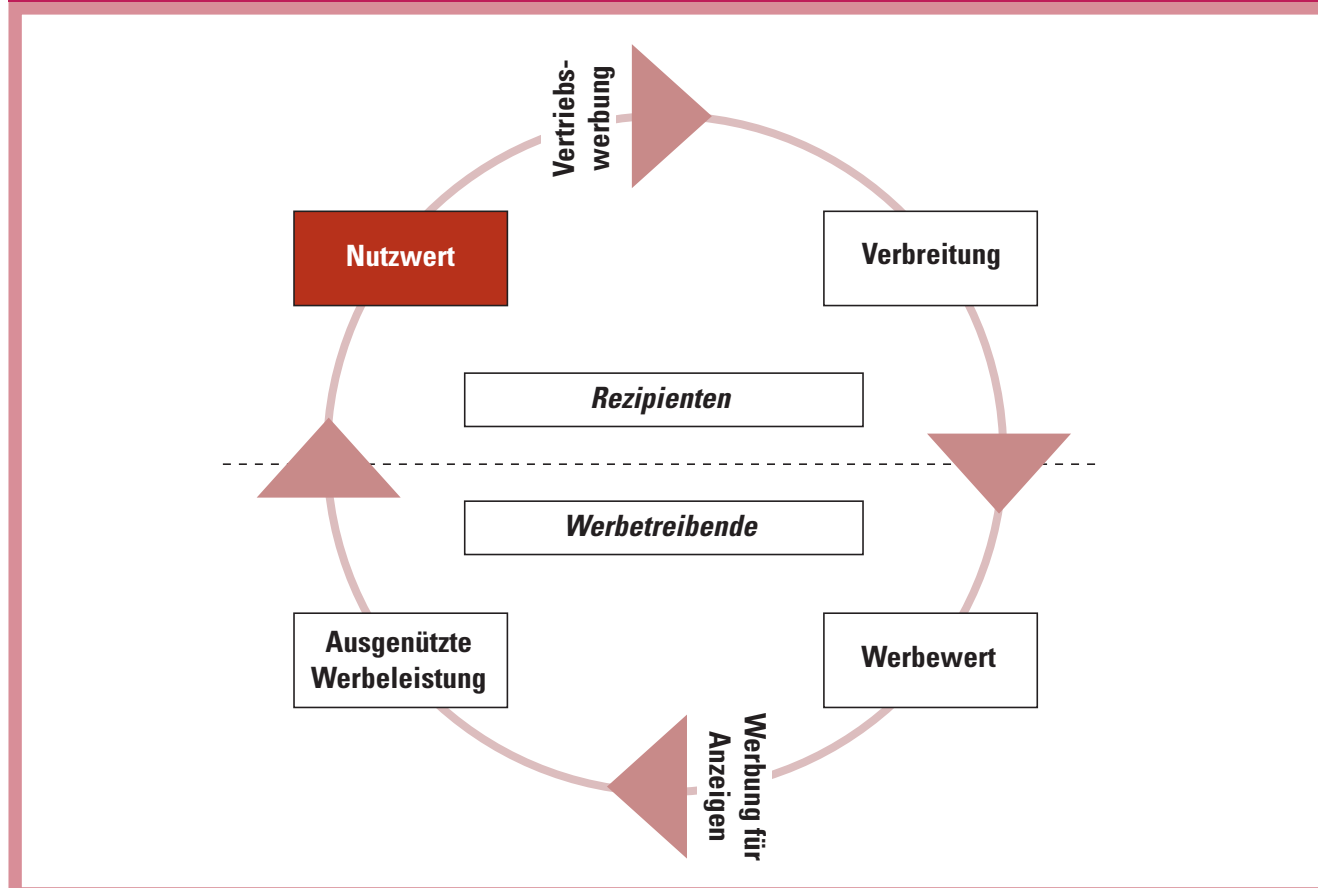 Vertriebs-
werbung
Nutzwert
Verbreitung
Rezipienten
Werbetreibende
Ausgenützte
Werbeleistung
Werbewert
Werbung für
Anzeigen